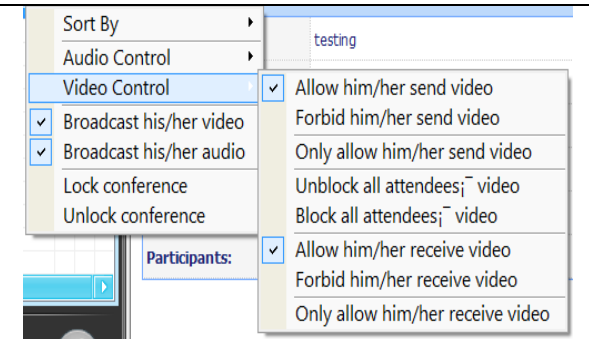 Sort By
Audio Control
Video Control
Broadcast his/her video
Broadcast his/her audio
Lock conference
Unlock conference
testing
Allow him/her send video
Forbid him/her send video
Only allow him/her send video
Unblock all attendees¡¯ video
Block all attendees¡¯ video
Allow him/her receive video
Forbid him/her receive video
Only allow him/her receive video
Participants: